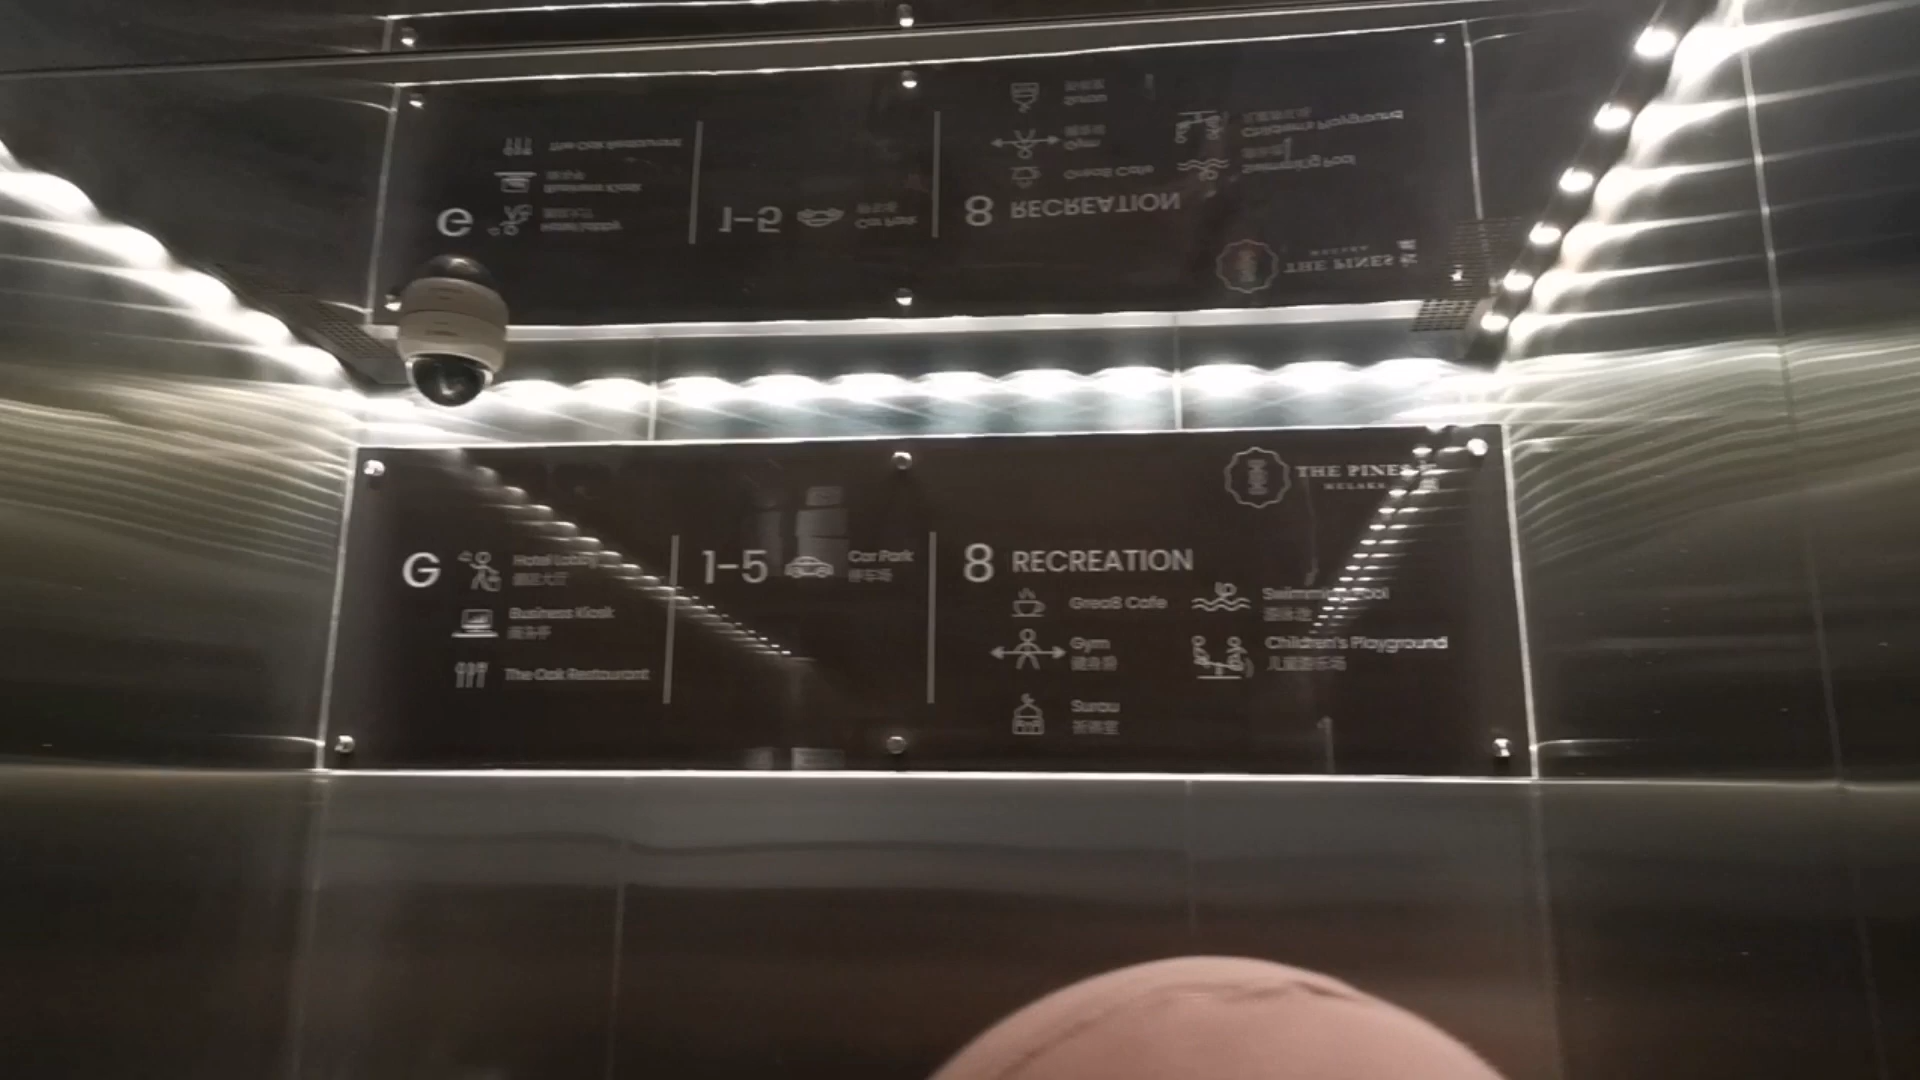 THE PINES
MELAKA
G
Hotel Lobby
酒店大厅
Business Kiosk
商务亭
The Oak Restaurant
1-5
Car Park
停车场
8 RECREATION
Grea8 Cafe
Gym
健身房
Surau
祈祷室
Swimming Pool
游泳池
Children's Playground
儿童游乐场